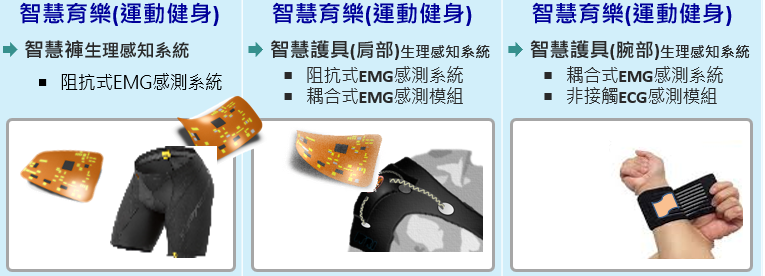 智慧育樂(運動健身)
智慧褲生理感知系統
阻抗式EMG感測系統
智慧育樂(運動健身)
智慧護具(肩部)生理感知系統
阻抗式EMG感測系統
耦合式EMG感測模組
智慧育樂(運動健身)
智慧護具(腕部)生理感知系統
耦合式EMG感測系統
非接觸ECG感測模組